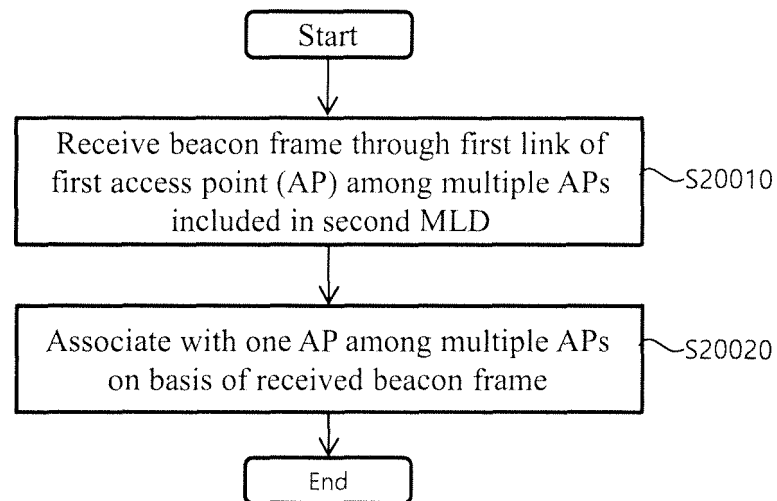 Start
Receive beacon frame through first link of
first access point (AP) among multiple APs
included in second MLD
S20010
Associate with one AP among multiple APs
on basis of received beacon frame
S20020
End